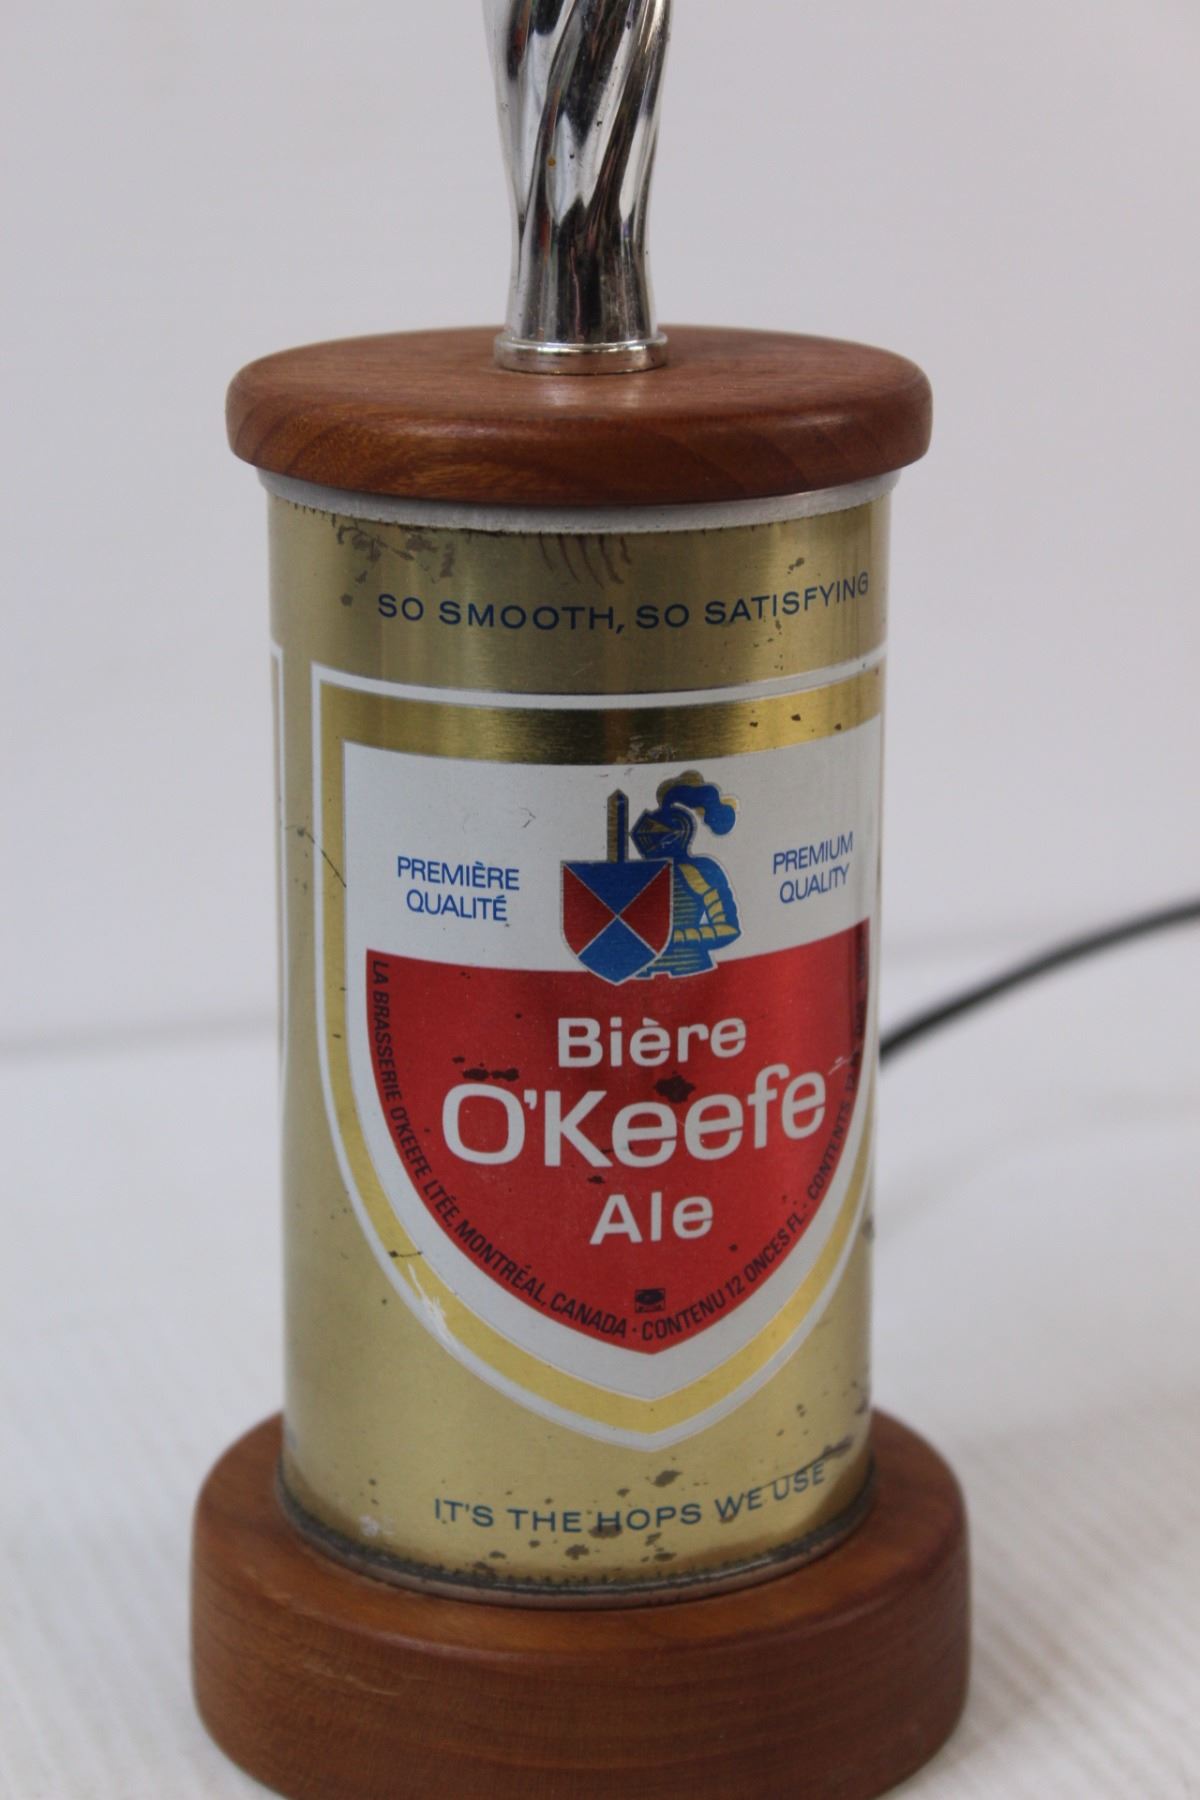 SO SMOOTH, SO SATISFYING
PREMIÈRE
QUALITÉ
PREMIUM
QUALITY
Bière
O'Keefe
Ale
LA BRASSERIE O'KEEFE LTÉE, MONTRÉAL, CANADA · CONTENU 12 ONCES FL. · CONTENTS 12
IT'S THE HOPS WE USE